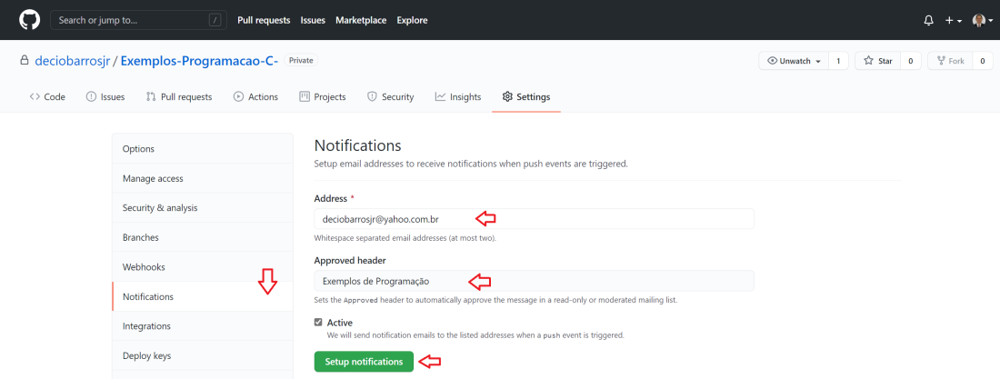 Search or jump to... /
Pull requests Issues Marketplace Explore
deciobarrosjr / Exemplos-Programacao-C- Private
Unwatch 1 Star 0 Fork 0
Code Issues Pull requests Actions Projects Security Insights Settings
Options
Manage access
Security & analysis
Branches
Webhooks
Notifications
Integrations
Deploy keys
Notifications
Setup email addresses to receive notifications when push events are triggered.
Address *
deciobarrosjr@yahoo.com.br
Whitespace separated email addresses (at most two).
Approved header
Exemplos de Programação
Sets the Approved header to automatically approve the message in a read-only or moderated mailing list.
Active
We will send notification emails to the listed addresses when a push event is triggered.
Setup notifications